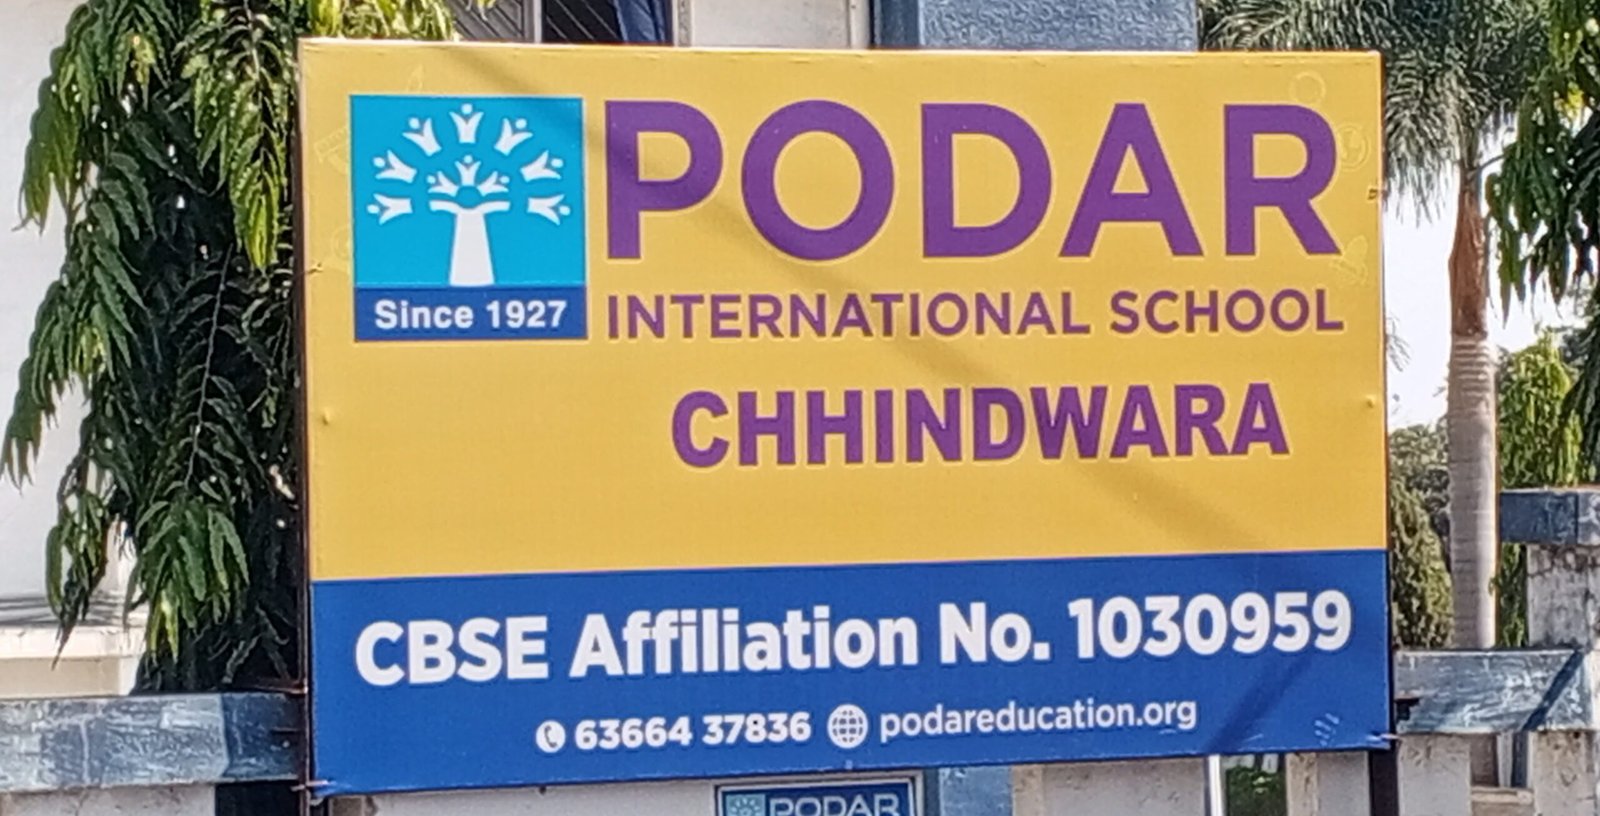 PODAR
INTERNATIONAL SCHOOL
Since 1927
CHHINDWARA
CBSE Affiliation No. 1030959
63664 37836 podareducation.org
PODAR